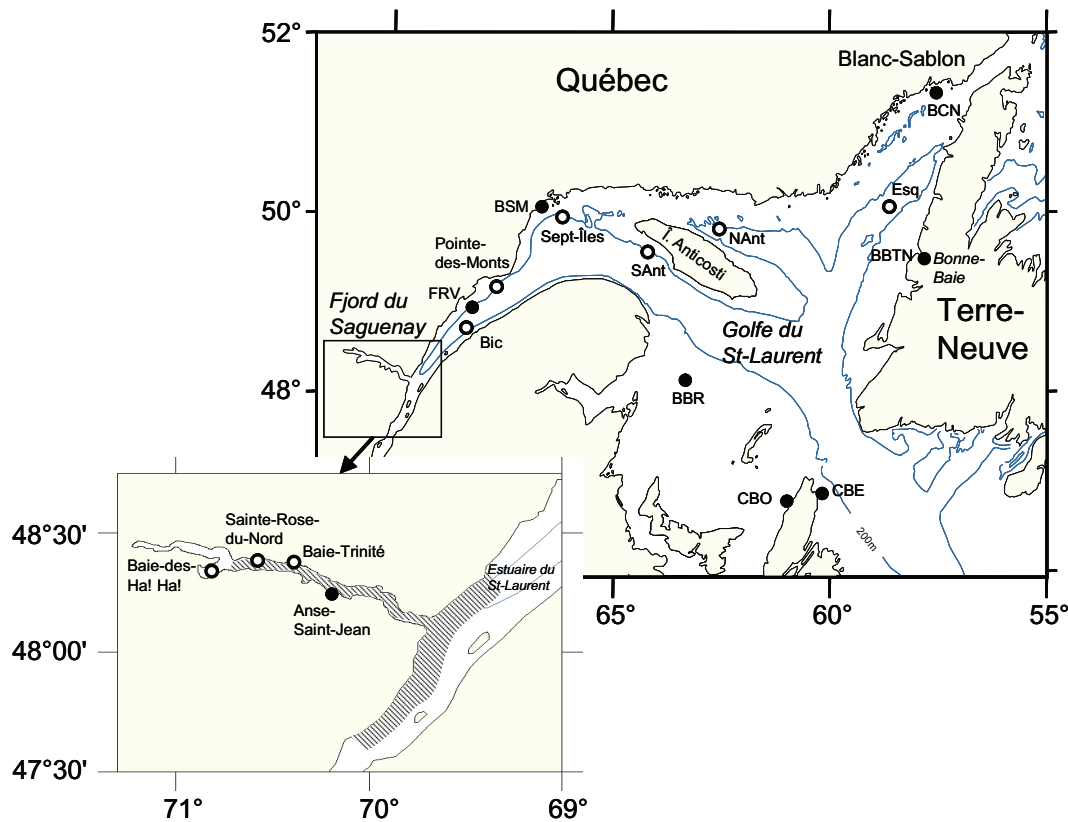 52°
Québec
Blanc-Sablon
BCN
Esq
50°
BSM
Sept-Îles
NAnt
Î. Anticosti
SAnt
BBTN
Bonne-
Baie
Pointe-
des-Monts
FRV
Bic
Fjord du
Saguenay
Golfe du
St-Laurent
Terre-
Neuve
48°
BBR
CBO
CBE
200m
65°
60°
55°
48°30'
Sainte-Rose-
du-Nord
Baie-Trinité
Baie-des-
Ha! Ha!
Anse-
Saint-Jean
Estuaire du
St-Laurent
48°00'
47°30'
71°
70°
69°